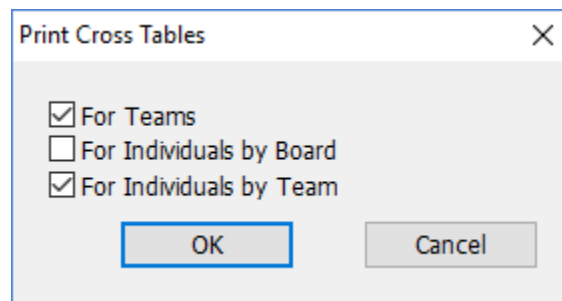 Print Cross Tables
For Teams
For Individuals by Board
For Individuals by Team
OK Cancel